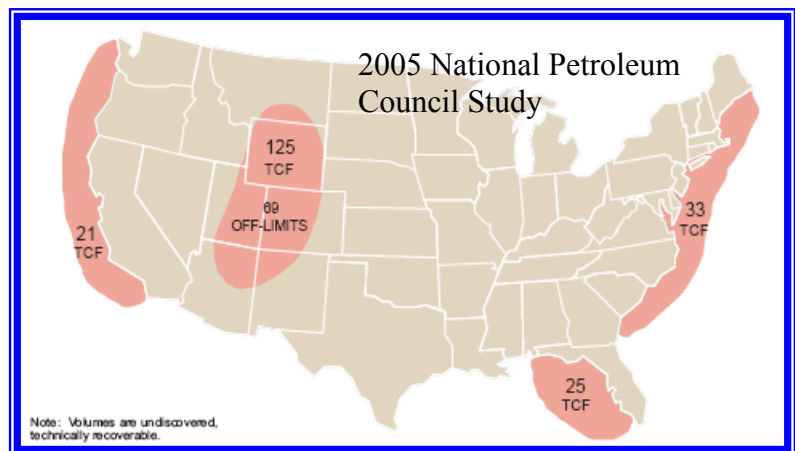 2005 National Petroleum
Council Study
125
TCF
69
OFF-LIMITS
21
TCF
33
TCF
25
TCF
Note: Volumes are undiscovered,
technically recoverable.